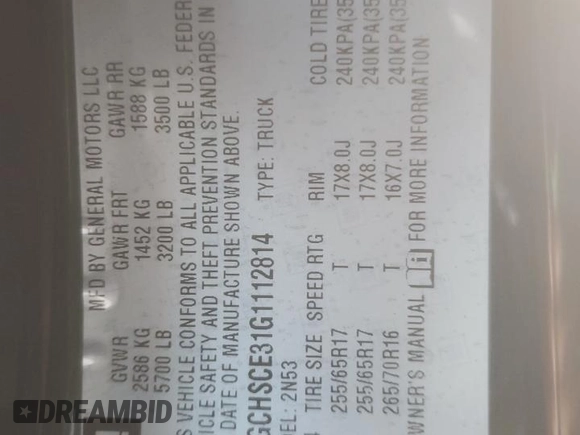 MFD BY GENERAL MOTORS LLC
GVWR GAWR FRT GAWR RR
2586 KG 1452 KG 1588 KG
5700 LB 3200 LB 3500 LB
S VEHICLE CONFORMS TO ALL APPLICABLE U.S. FEDER
ICLE SAFETY AND THEFT PREVENTION STANDARDS IN
DATE OF MANUFACTURE SHOWN ABOVE.
GCHSCE31G1112814 TYPE: TRUCK
DEL: 2N53
TIRE SIZE SPEED RTG RIM COLD TIRE
255/65R17 T 17X8.0J 240KPA(35
255/65R17 T 17X8.0J 240KPA(35
265/70R16 T 16X7.0J 240KPA(35
WNER'S MANUAL i FOR MORE INFORMATION
DREAMBID